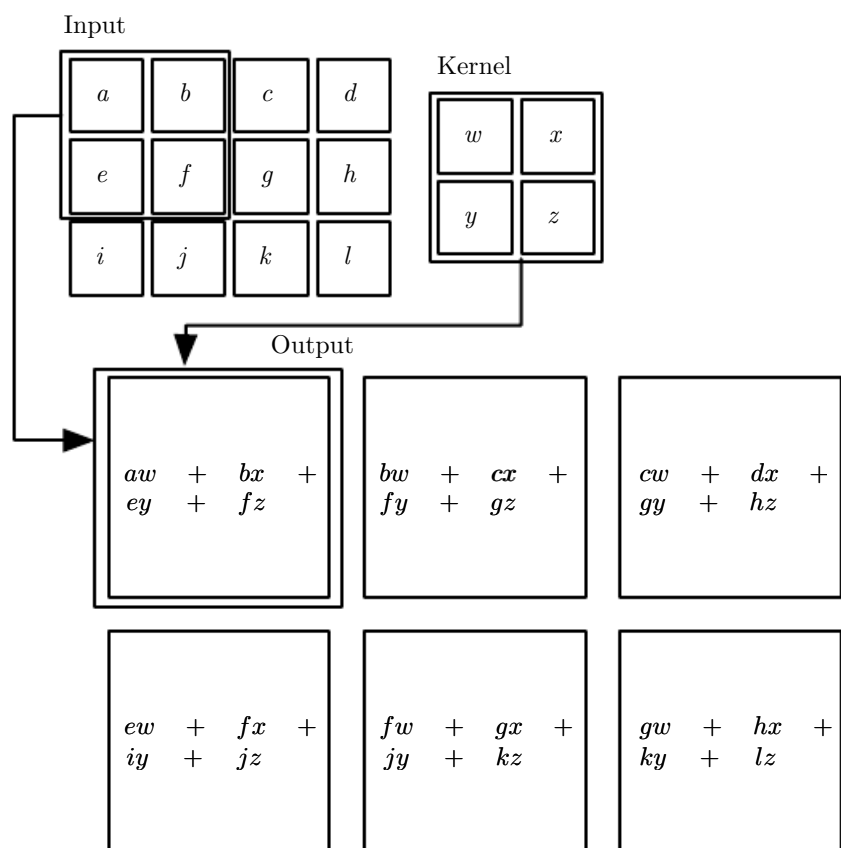 Input
a b c d
Kernel
w x
e f g h
y z
i j k l
Output
aw + bx +
ey + fz
bw + cx +
fy + gz
cw + dx +
gy + hz
ew + fx +
iy + jz
fw + gx +
jy + kz
gw + hx +
ky + lz